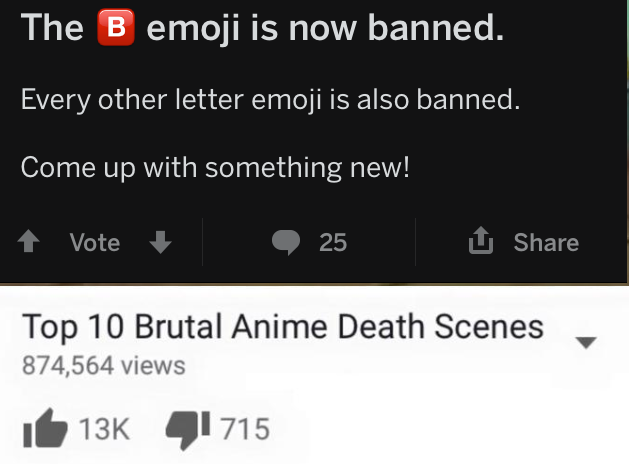 The 🅱 emoji is now banned.
Every other letter emoji is also banned.
Come up with something new!
Vote 25 Share
Top 10 Brutal Anime Death Scenes
874,564 views
13K 715